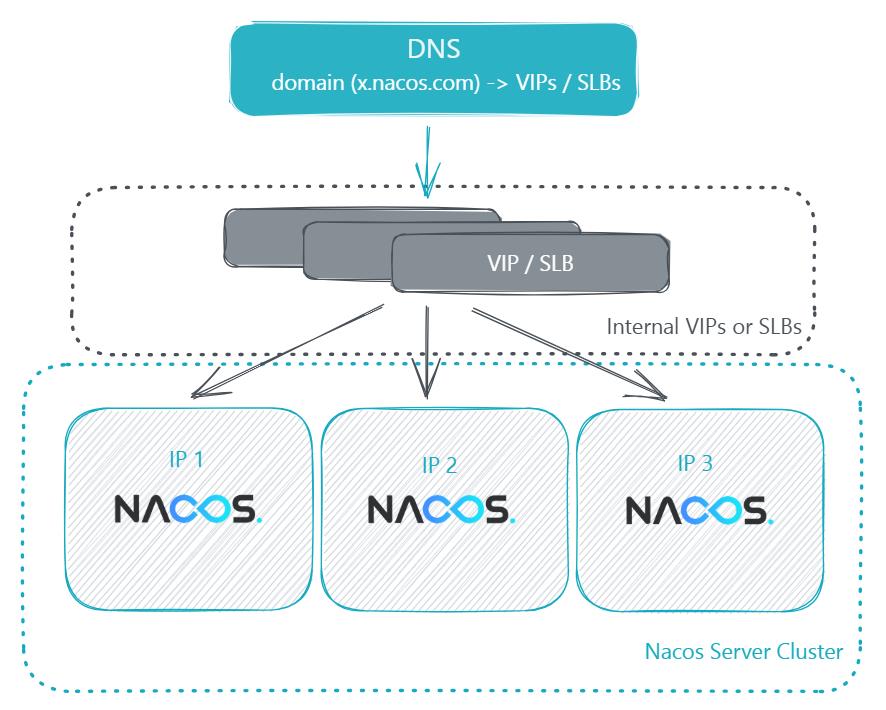 DNS
domain (x.nacos.com) -> VIPs / SLBs
VIP / SLB
Internal VIPs or SLBs
IP 1
NACOS.
IP 2
NACOS.
IP 3
NACOS.
Nacos Server Cluster